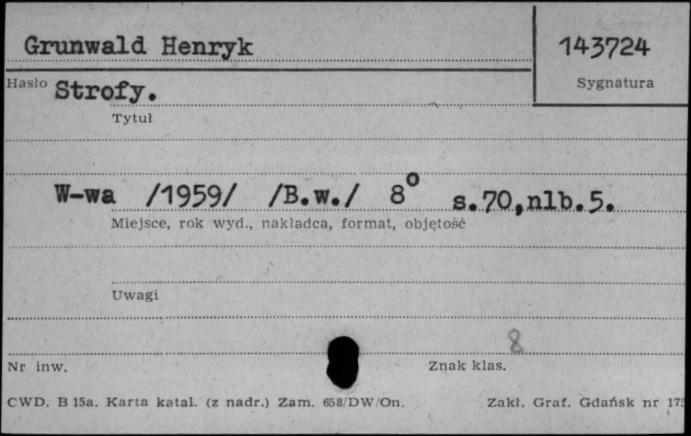 Grunwald Henryk 143724
Hasło Sygnatura
Strofy.
Tytuł
W-wa /1959/ /B.w./ 8° s.70,nlb.5.
Miejsce, rok wyd., nakładca, format, objętość
Uwagi
8
Nr inw. Znak klas.
CWD. B 15a. Karta katal. (z nadr.) Zam. 658/DW/On. Zakł. Graf. Gdańsk nr